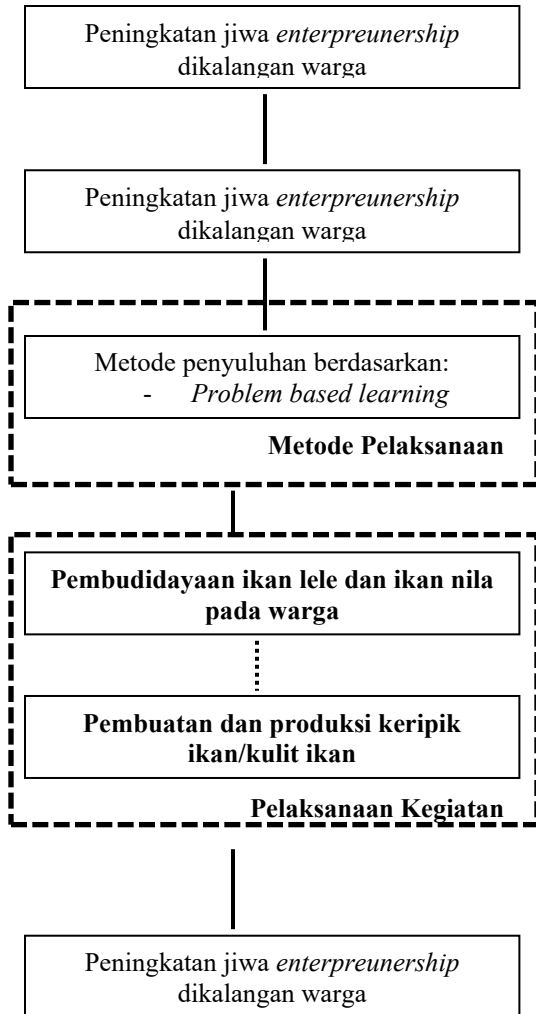 Peningkatan jiwa enterpreunership
dikalangan warga
Peningkatan jiwa enterpreunership
dikalangan warga
Metode penyuluhan berdasarkan:
- Problem based learning
Metode Pelaksanaan
Pembudidayaan ikan lele dan ikan nila
pada warga
Pembuatan dan produksi keripik
ikan/kulit ikan
Pelaksanaan Kegiatan
Peningkatan jiwa enterpreunership
dikalangan warga